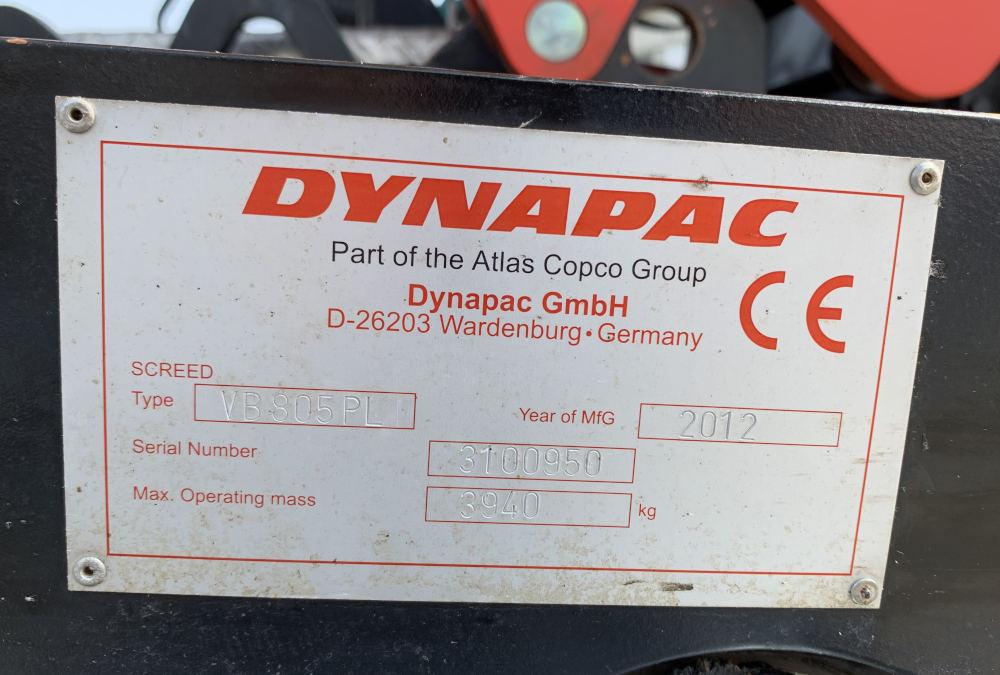 DYNAPAC
Part of the Atlas Copco Group
Dynapac GmbH
D-26203 Wardenburg • Germany
CE
SCREED
Type VB805PL Year of MfG 2012
Serial Number 3100950
Max. Operating mass 3940 kg